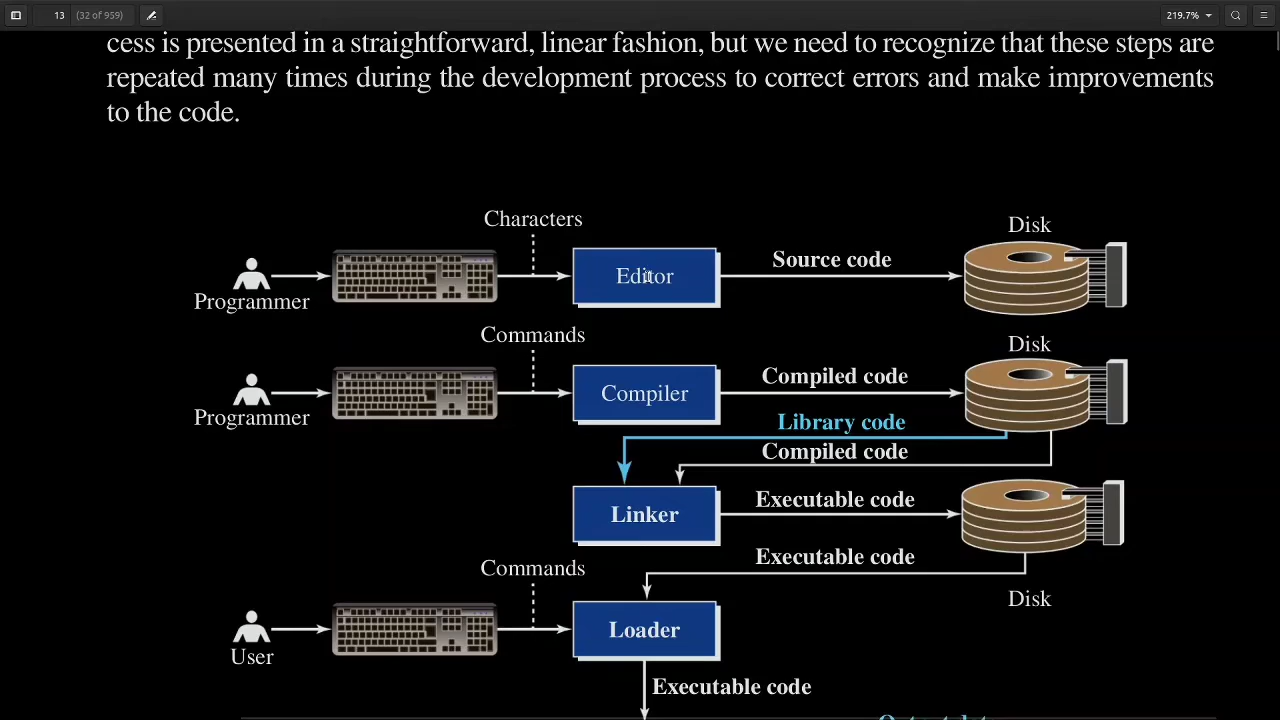 13 (32 of 959) 219.7%
cess is presented in a straightforward, linear fashion, but we need to recognize that these steps are
repeated many times during the development process to correct errors and make improvements
to the code.
Characters
Disk
Programmer
Editor
Source code
Commands
Disk
Programmer
Compiler
Compiled code
Library code
Compiled code
Linker
Executable code
Executable code
Disk
Commands
User
Loader
Executable code